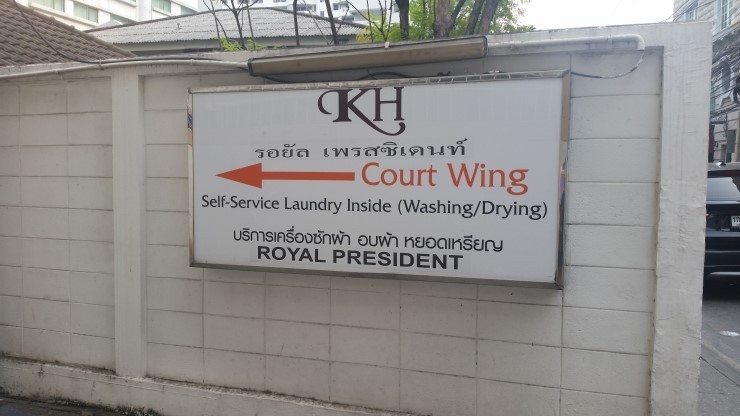 KH
รอยัล เพรสซิเดนท์
Court Wing
Self-Service Laundry Inside (Washing/Drying)
บริการเครื่องซักผ้า อบผ้า หยอดเหรียญ
ROYAL PRESIDENT